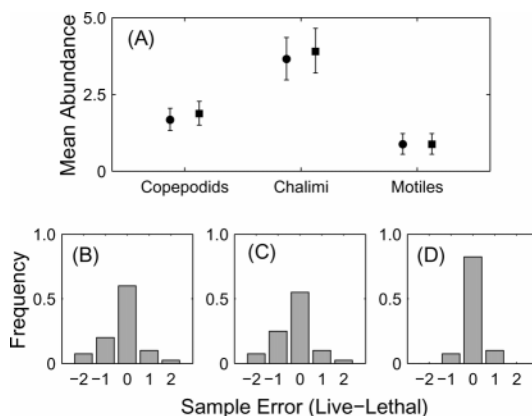 (A)
Mean Abundance
5.0
2.5
0
Copepodids Chalimi Motiles
Frequency
1.0
0.5
0
(B)
-2 -1 0 1 2
1.0
0.5
0
(C)
-2 -1 0 1 2
1.0
0.5
0
(D)
-2 -1 0 1 2
Sample Error (Live-Lethal)